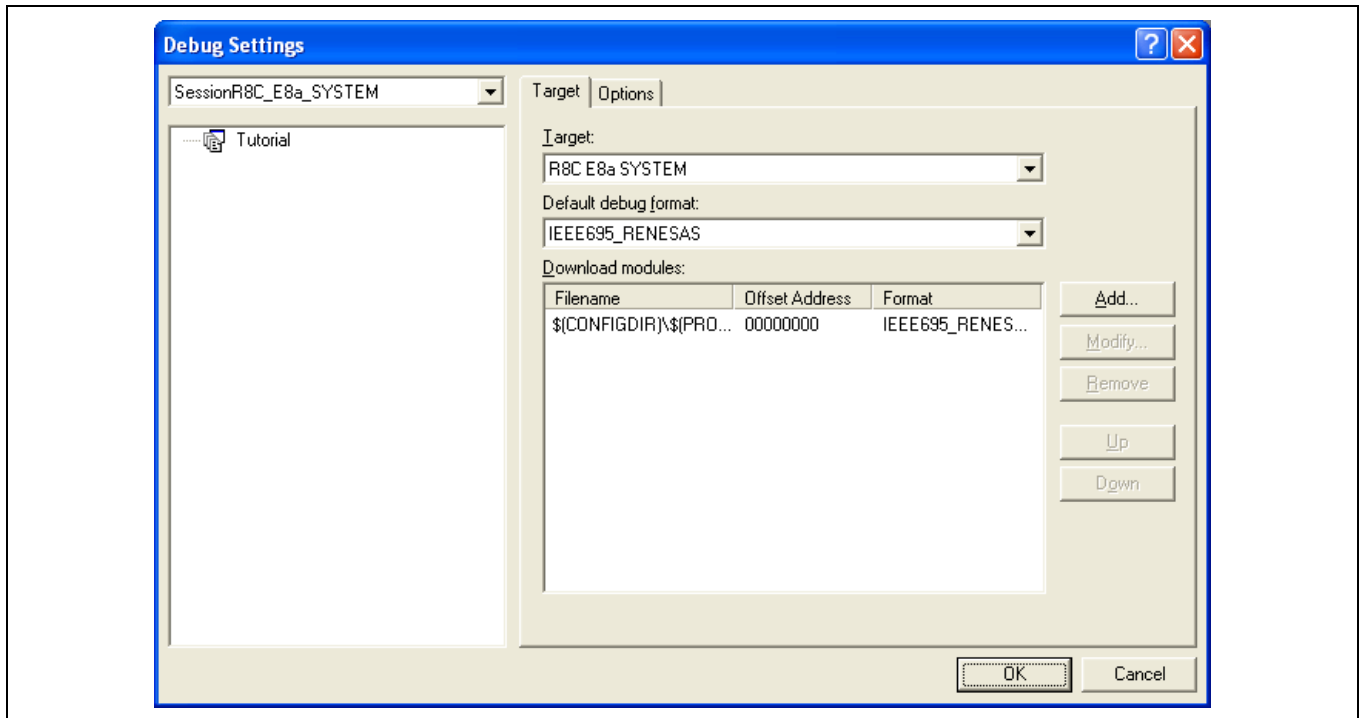 Debug Settings
SessionR8C_E8a_SYSTEM
Tutorial
Target Options
Target:
R8C E8a SYSTEM
Default debug format:
IEEE695_RENESAS
Download modules:
Filename Offset Address Format
$(CONFIGDIR)\$(PRO... 00000000 IEEE695_RENES...
Add...
Modify...
Remove
Up
Down
OK Cancel